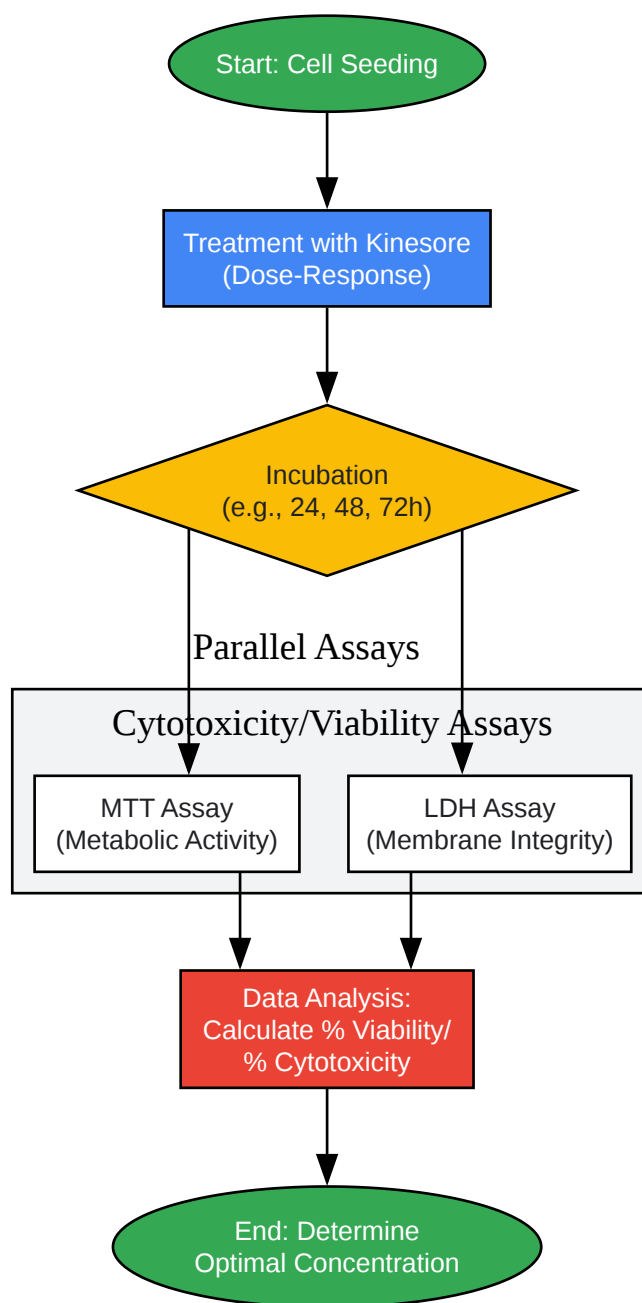 Start: Cell Seeding
Treatment with Kinesore
(Dose-Response)
Incubation
(e.g., 24, 48, 72h)
Parallel Assays
Cytotoxicity/Viability Assays
MTT Assay
(Metabolic Activity)
LDH Assay
(Membrane Integrity)
Data Analysis:
Calculate % Viability/
% Cytotoxicity
End: Determine
Optimal Concentration